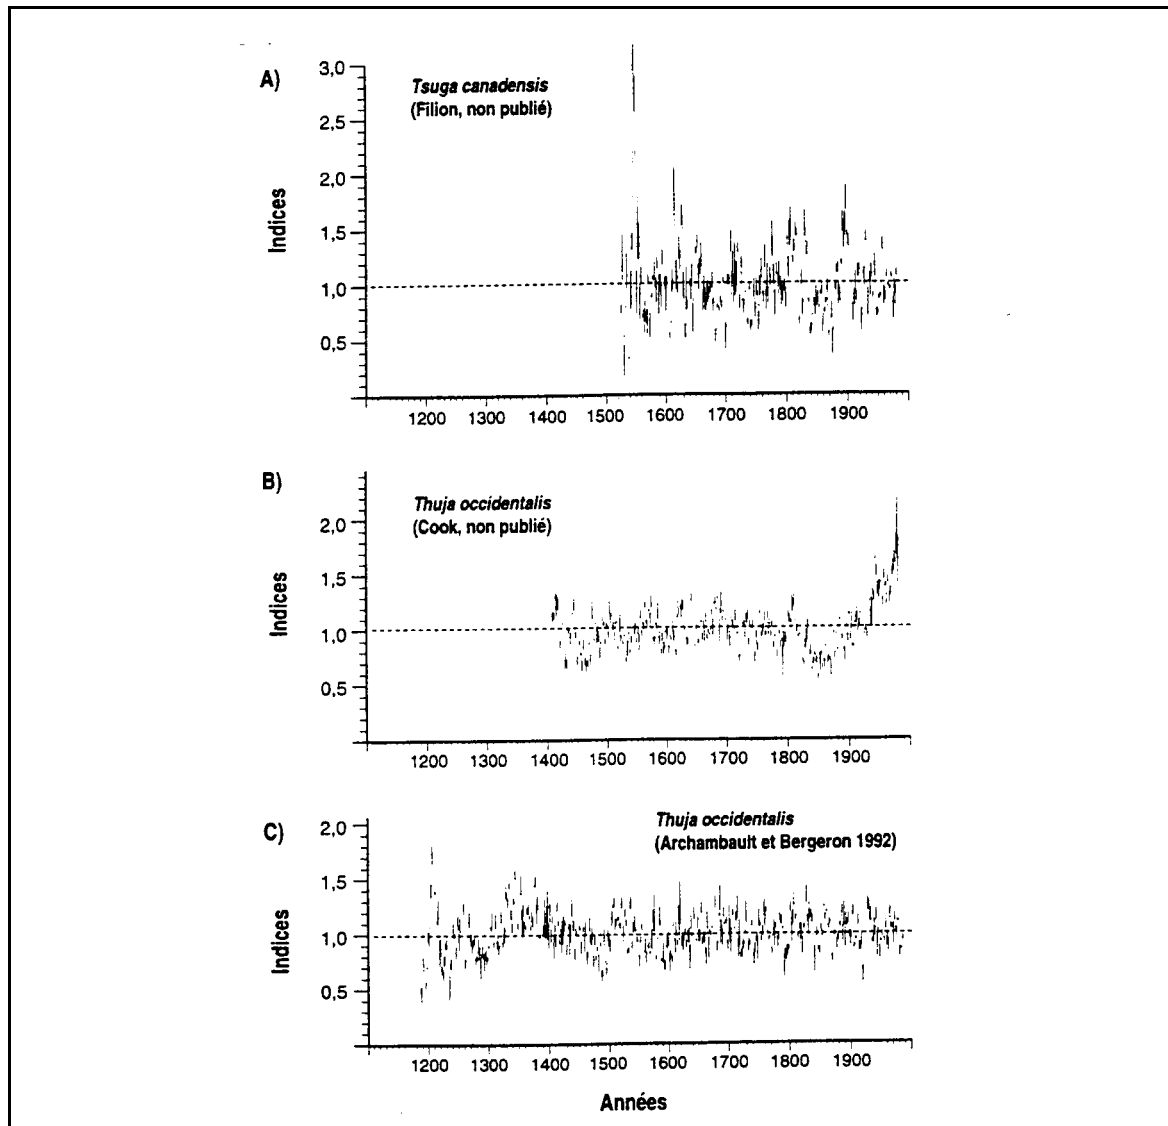 A)
Tsuga canadensis
(Filion, non publié)
Indices
3,0
2,5
2,0
1,5
1,0
0,5
1200 1300 1400 1500 1600 1700 1800 1900
B)
Thuja occidentalis
(Cook, non publié)
Indices
2,0
1,5
1,0
0,5
1200 1300 1400 1500 1600 1700 1800 1900
C)
Thuja occidentalis
(Archambault et Bergeron 1992)
Indices
2,0
1,5
1,0
0,5
1200 1300 1400 1500 1600 1700 1800 1900
Années